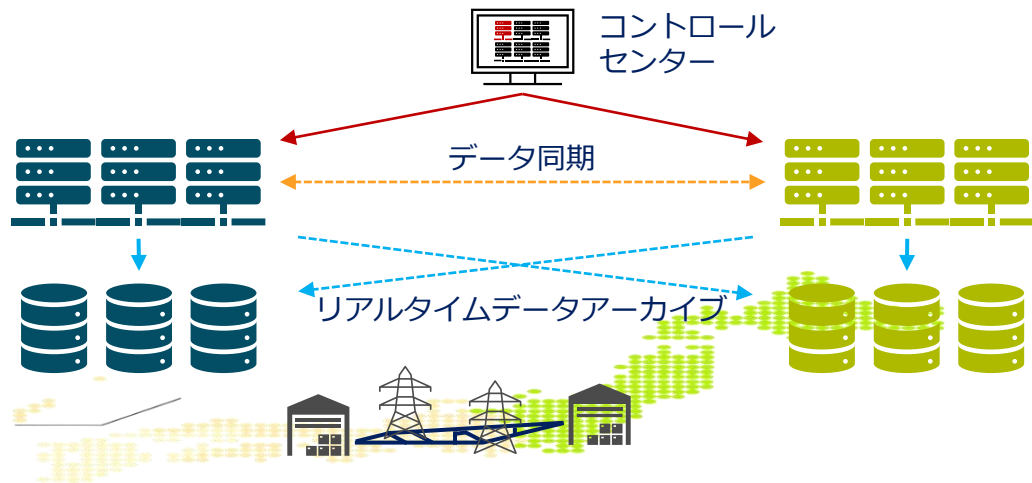 コントロール
センター
データ同期
リアルタイムデータアーカイブ